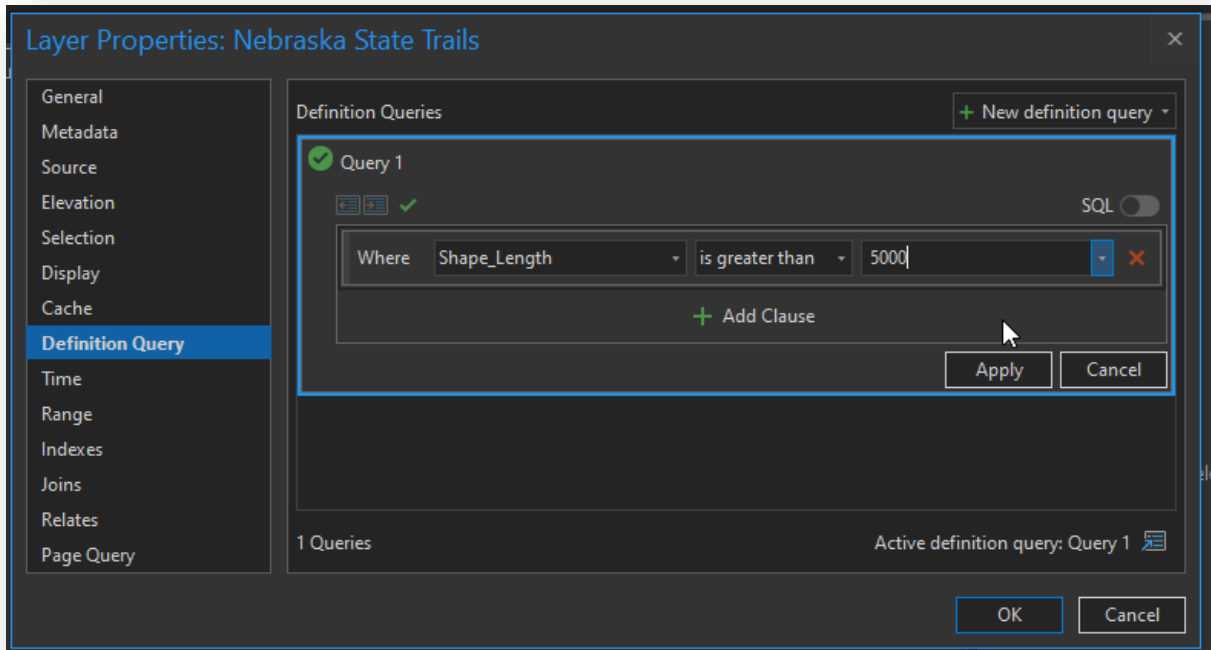 Layer Properties: Nebraska State Trails
General
Metadata
Source
Elevation
Selection
Display
Cache
Definition Query
Time
Range
Indexes
Joins
Relates
Page Query
Definition Queries
New definition query
Query 1
SQL
Where Shape_Length is greater than 5000
Add Clause
Apply Cancel
1 Queries
Active definition query: Query 1
OK Cancel